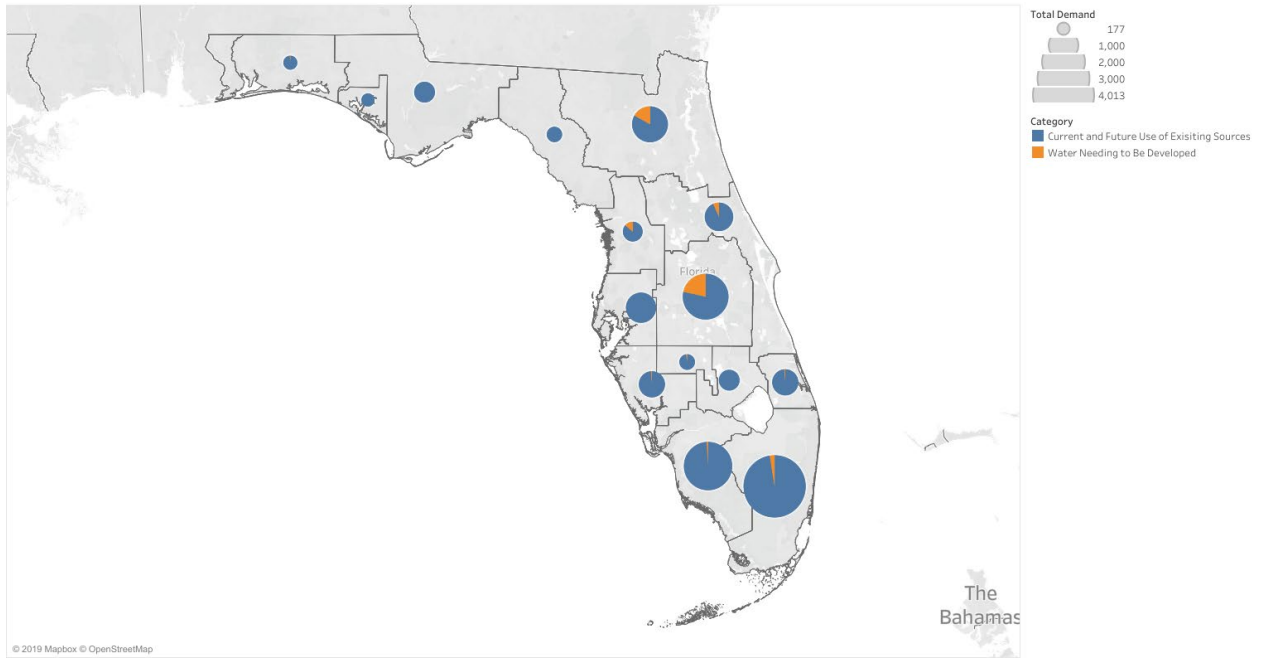 Total Demand
177
1,000
2,000
3,000
4,013
Category
Current and Future Use of Exisiting Sources
Water Needing to Be Developed
Florida
The
Bahamas
© 2019 Mapbox © OpenStreetMap